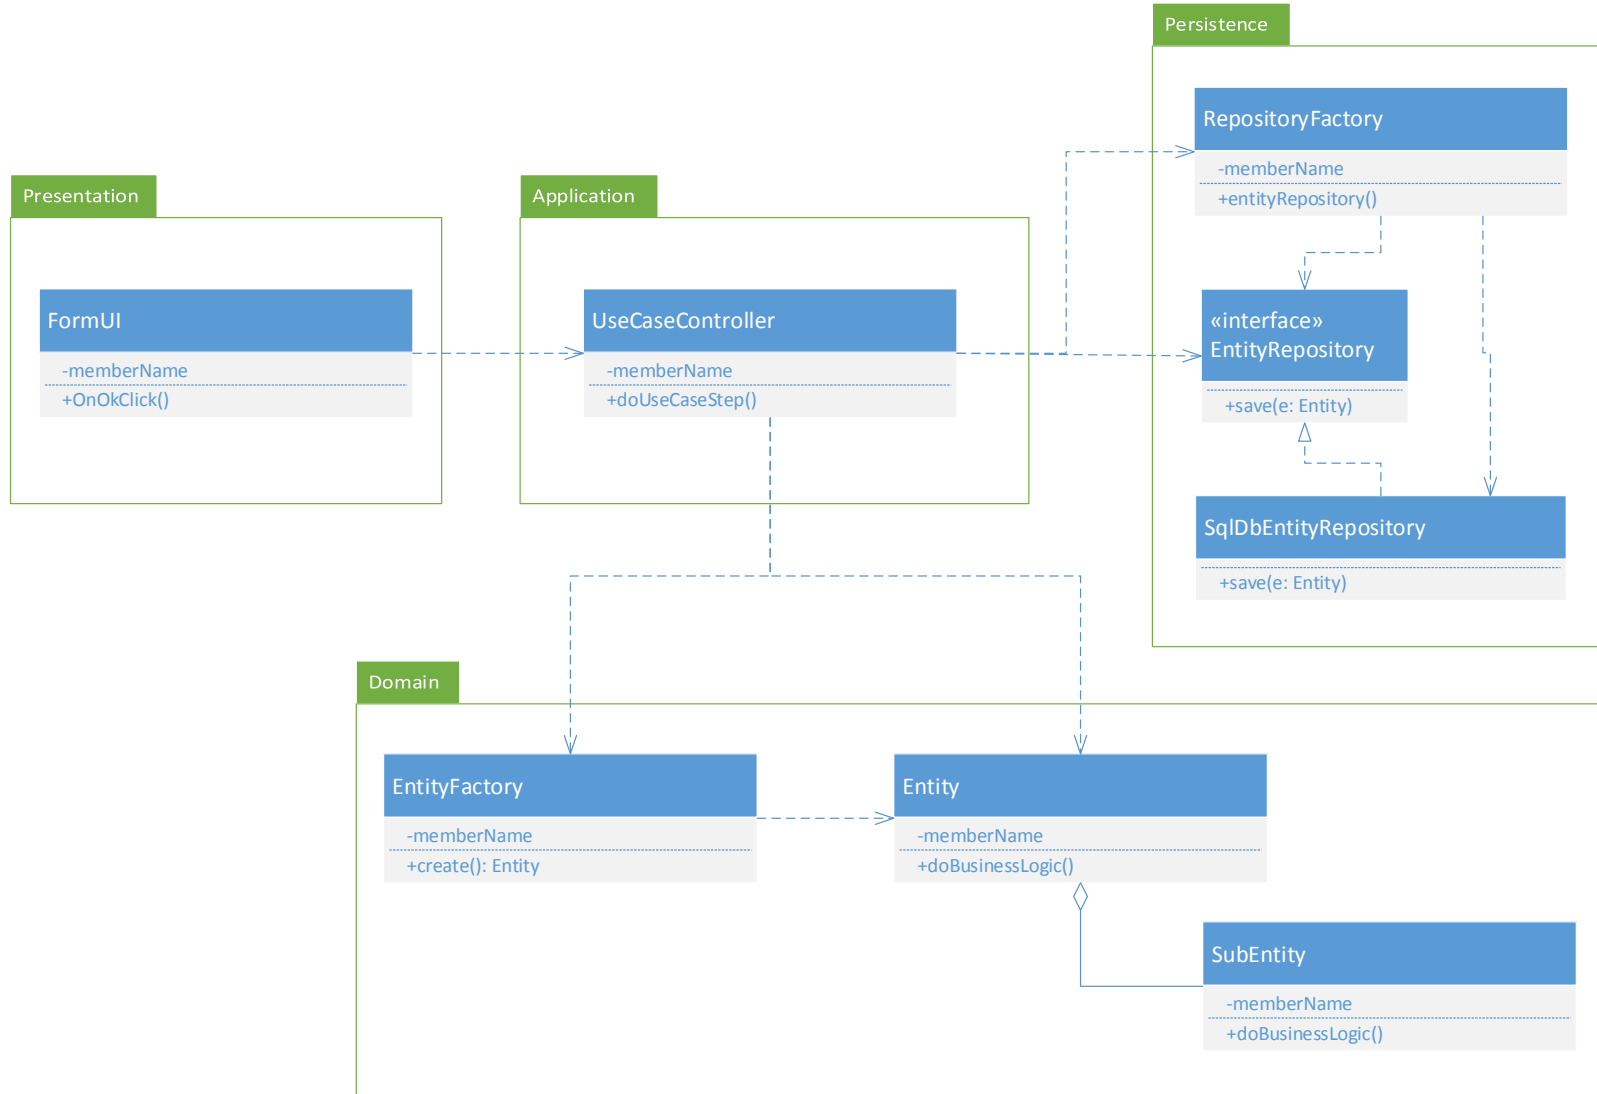 Persistence
RepositoryFactory
-memberName
+entityRepository()
Presentation
FormUI
-memberName
+OnOkClick()
Application
UseCaseController
-memberName
+doUseCaseStep()
«interface»
EntityRepository
+save(e: Entity)
SqlDbEntityRepository
+save(e: Entity)
Domain
EntityFactory
-memberName
+create(): Entity
Entity
-memberName
+doBusinessLogic()
SubEntity
-memberName
+doBusinessLogic()